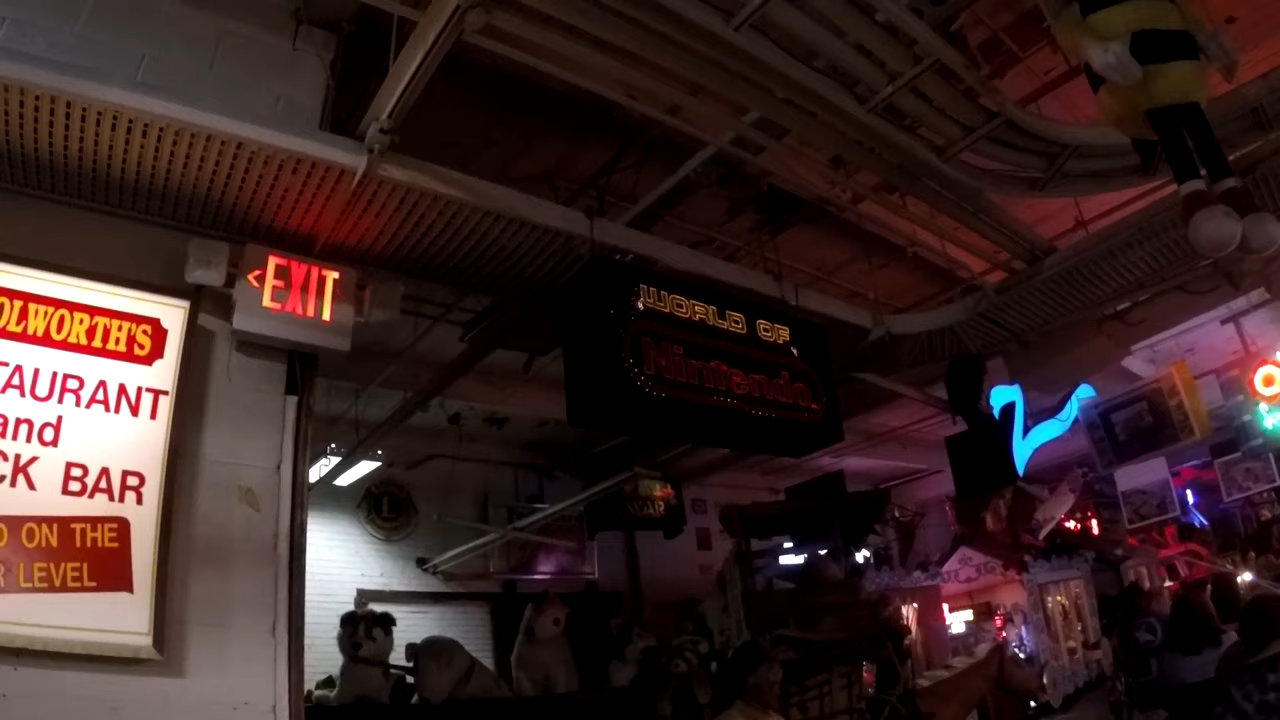 OLWORTH'S
TAURANT
and
CK BAR
D ON THE
R LEVEL
<EXIT
WORLD OF
Nintendo
L